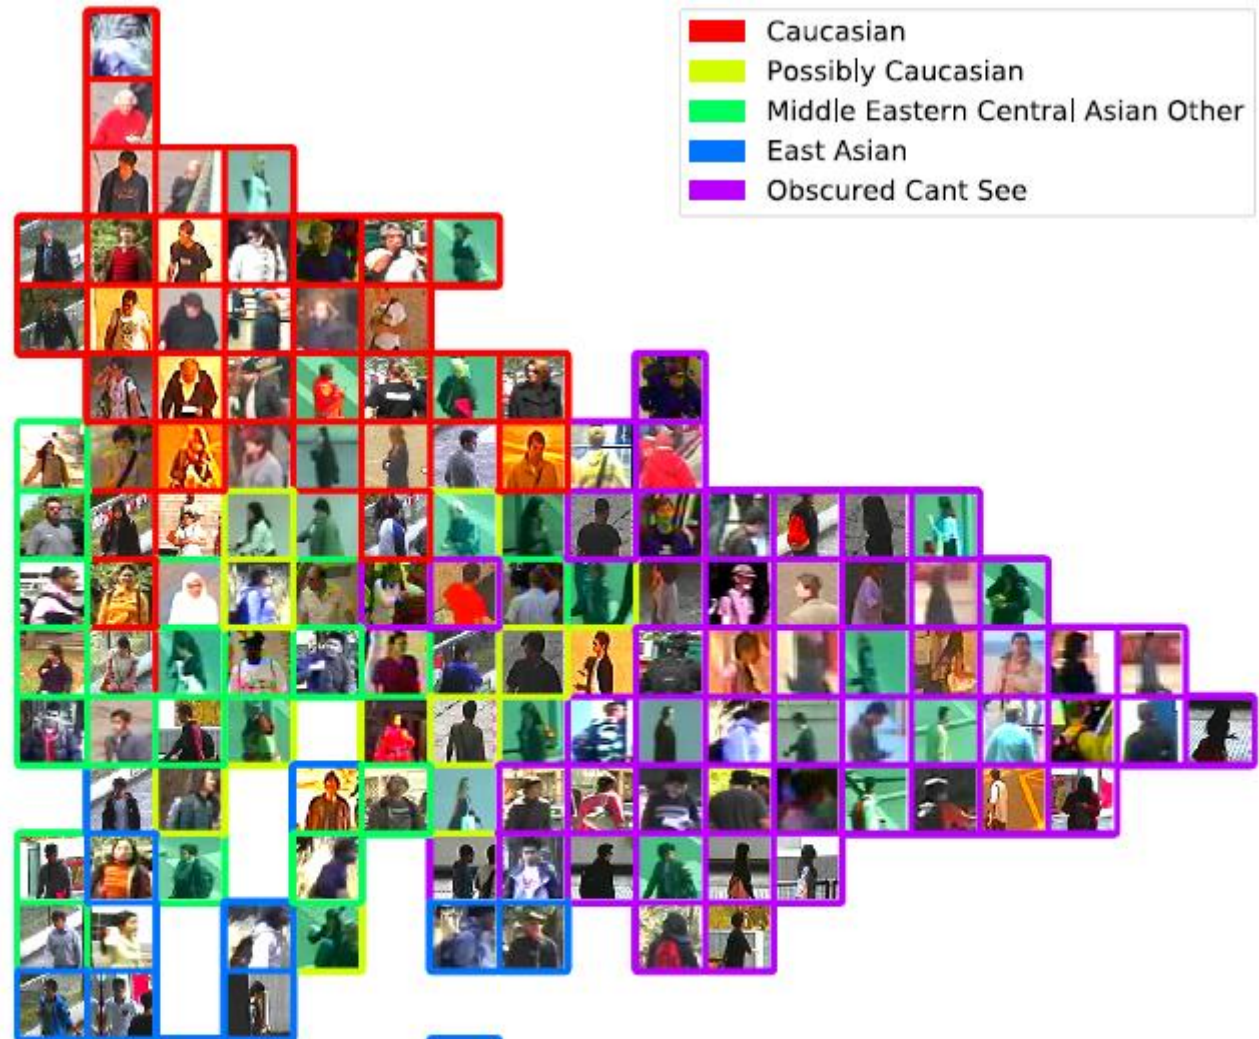 Caucasian
Possibly Caucasian
Middle Eastern Central Asian Other
East Asian
Obscured Cant See